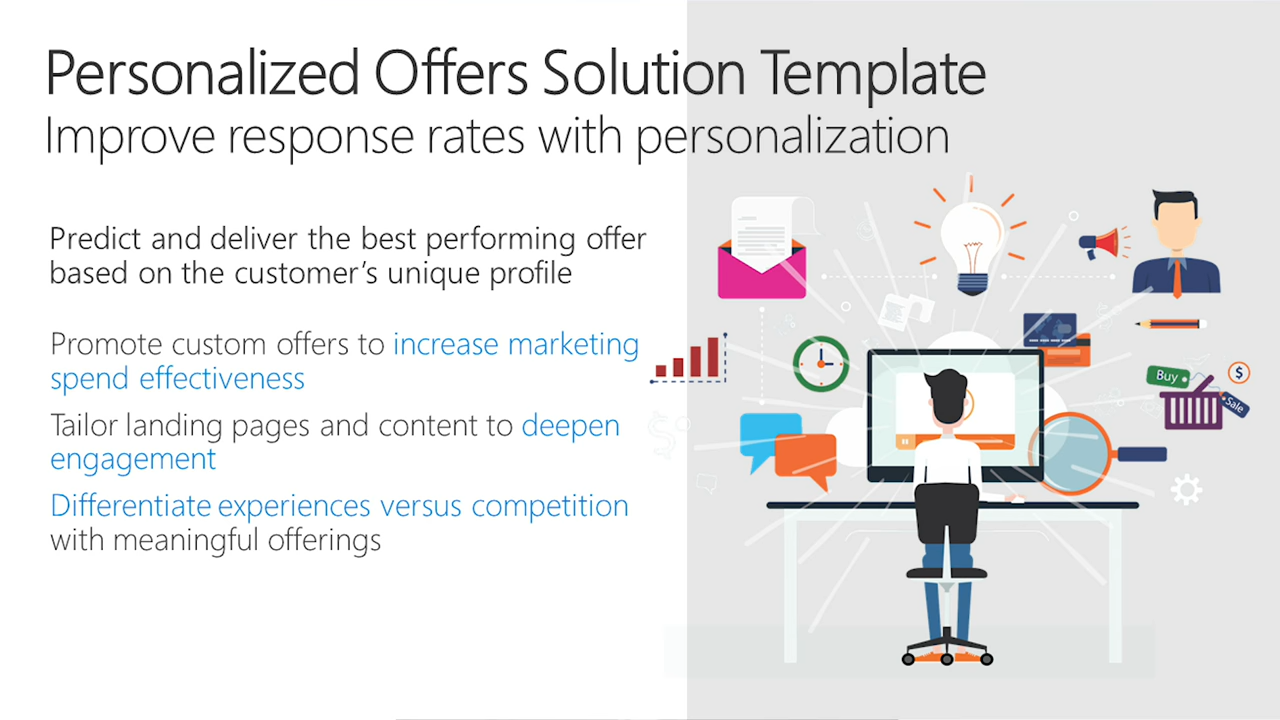 Personalized Offers Solution Template
Improve response rates with personalization
Predict and deliver the best performing offer
based on the customer’s unique profile
Promote custom offers to increase marketing
spend effectiveness
Tailor landing pages and content to deepen
engagement
Differentiate experiences versus competition
with meaningful offerings
Buy
$
Sale
$